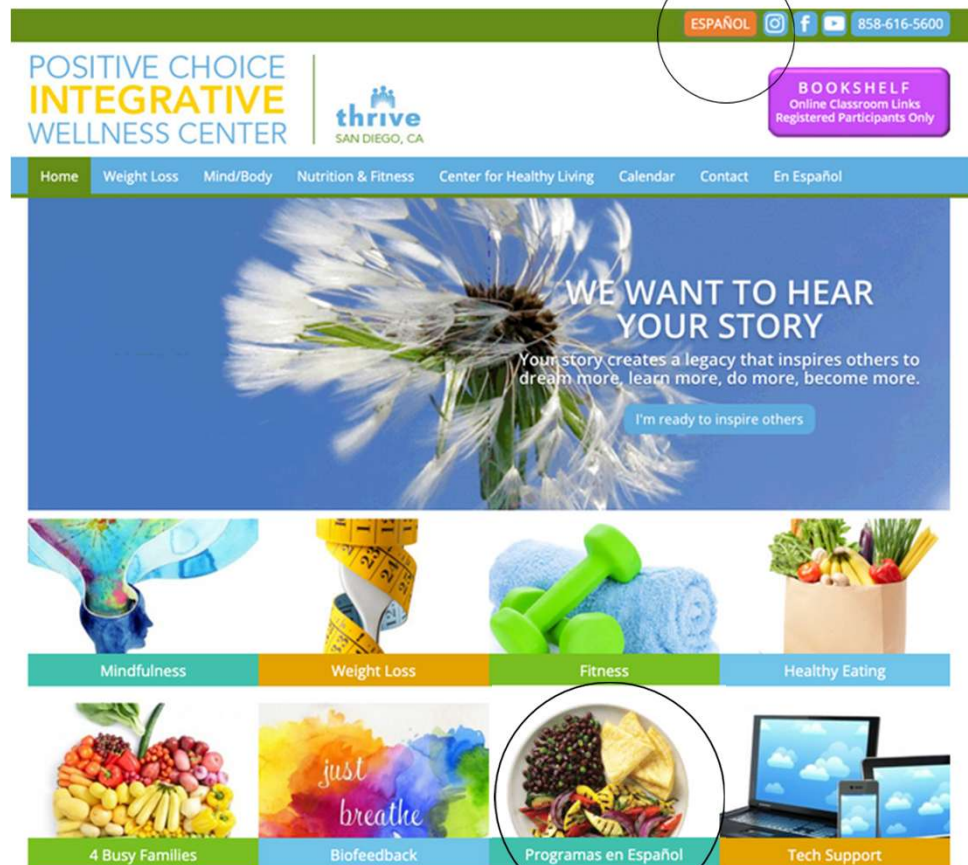 ESPAÑOL
858-616-5600
POSITIVE CHOICE
INTEGRATIVE
WELLNESS CENTER
thrive
SAN DIEGO, CA
BOOKSHELF
Online Classroom Links
Registered Participants Only
Home Weight Loss Mind/Body Nutrition & Fitness Center for Healthy Living Calendar Contact En Español
WE WANT TO HEAR
YOUR STORY
Your story creates a legacy that inspires others to
dream more, learn more, do more, become more.
I'm ready to inspire others
Mindfulness
Weight Loss
Fitness
Healthy Eating
just
breathe
4 Busy Families
Biofeedback
Programas en Español
Tech Support